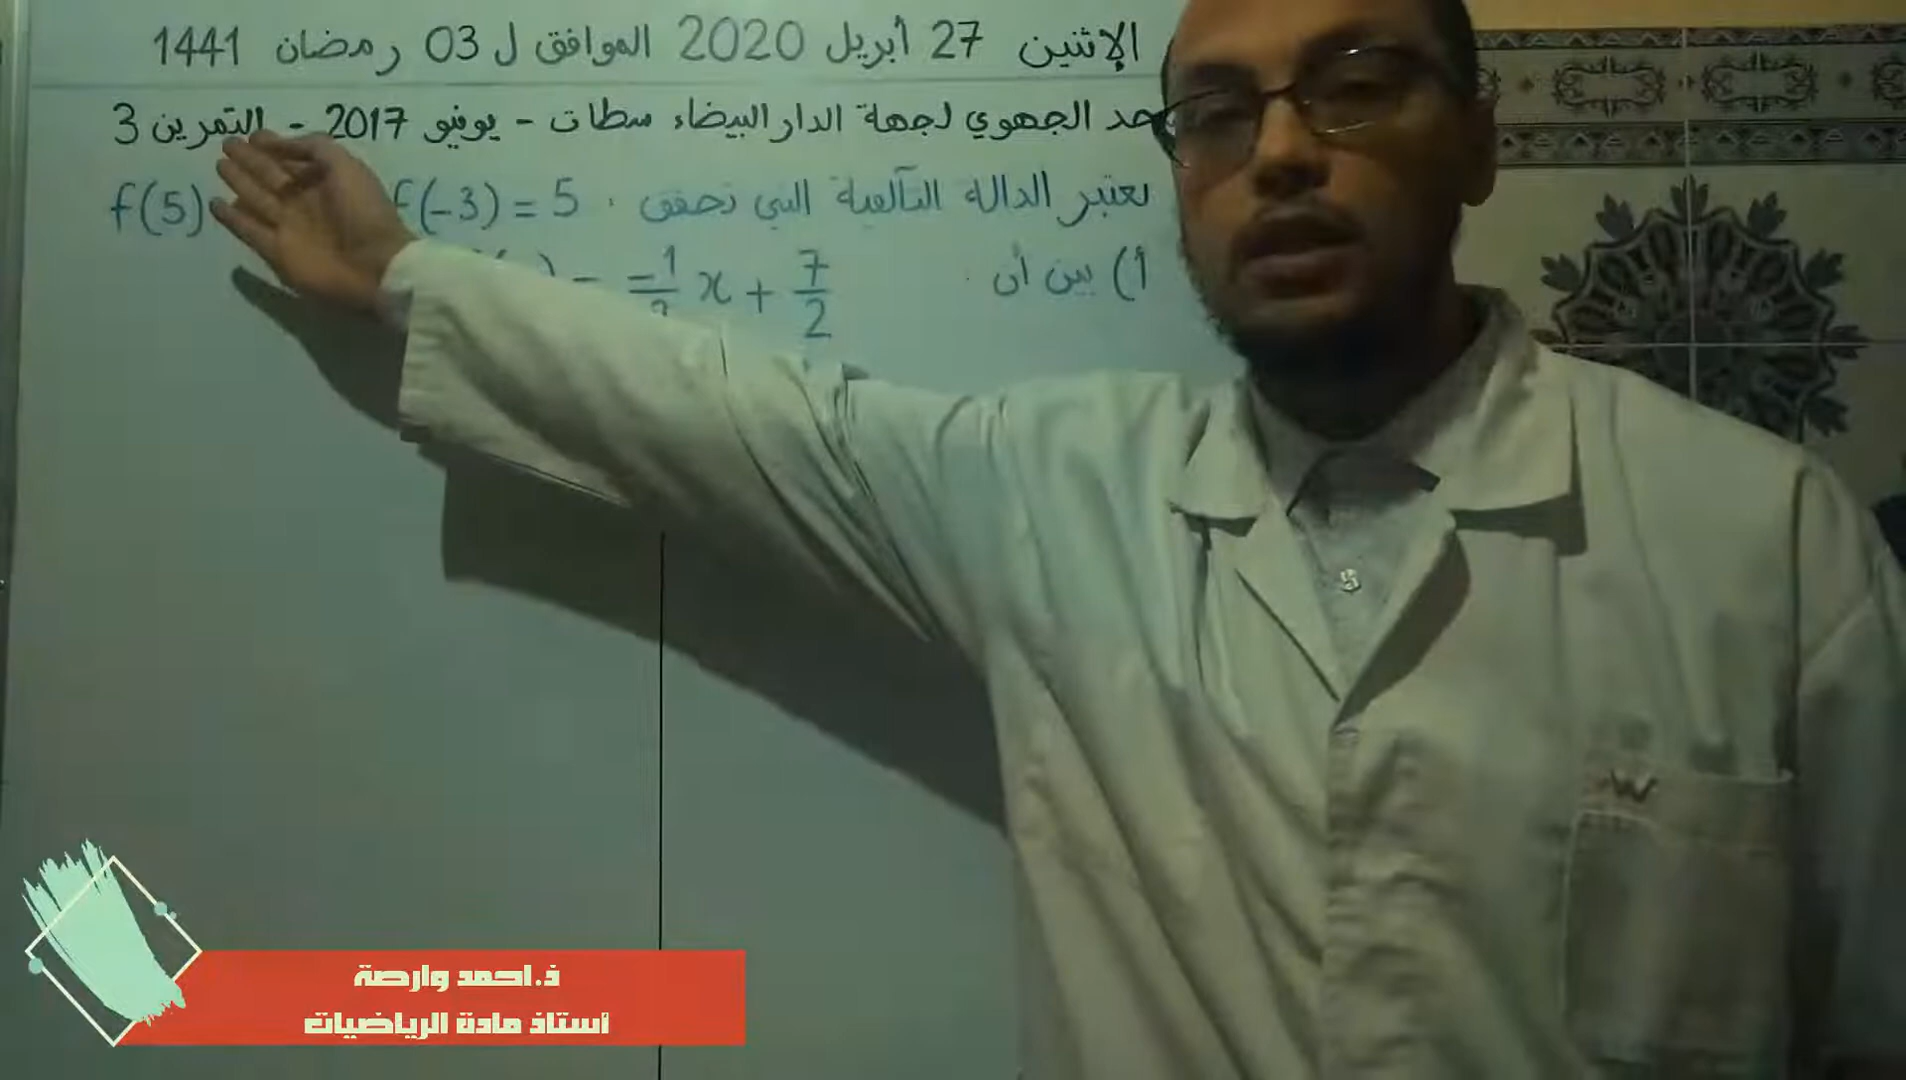 الإثنين 27 أبريل 2020 الموافق ل 03 رمضان 1441
الجهوي لجهة الدار البيضاء سطات - يونيو 2017 - التمرين 3
نعتبر الدالة التآلفية التي تحقق . f(-3) = 5 f(5)
1) بين أن x + 7/2
ذ.احمد وارصة
أستاذ مادة الرياضيات